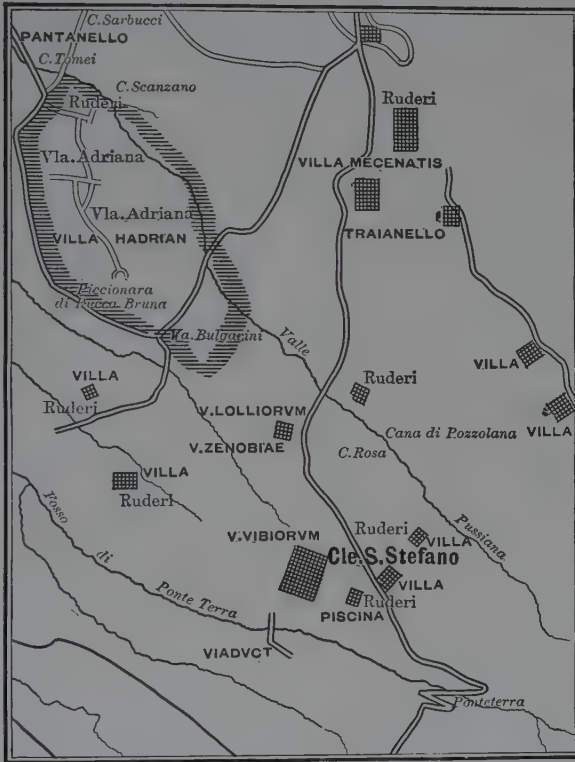 C. Sarbucci
PANTANELLO
C. Tomei
C. Scanzano
Ruderi
Ruderi
Vla. Adriana
VILLA MECENATIS
Vla. Adriana
TRAIANELLO
VILLA HADRIAN
Piccionara
di Rucca Bruna
Va. Bulgarini
Valle
VILLA
VILLA
Ruderi
Ruderi
V. LOLLIORVM
VILLA
Cana di Pozzolana
V. ZENOBIAE
C. Rosa
VILLA
Ruderi
Fosso
di
Ponte Terra
Pussiana
V. VIBIORVM
Ruderi
VILLA
Cle. S. Stefano
VILLA
Ruderi
PISCINA
VIADVCT
Ponteterra